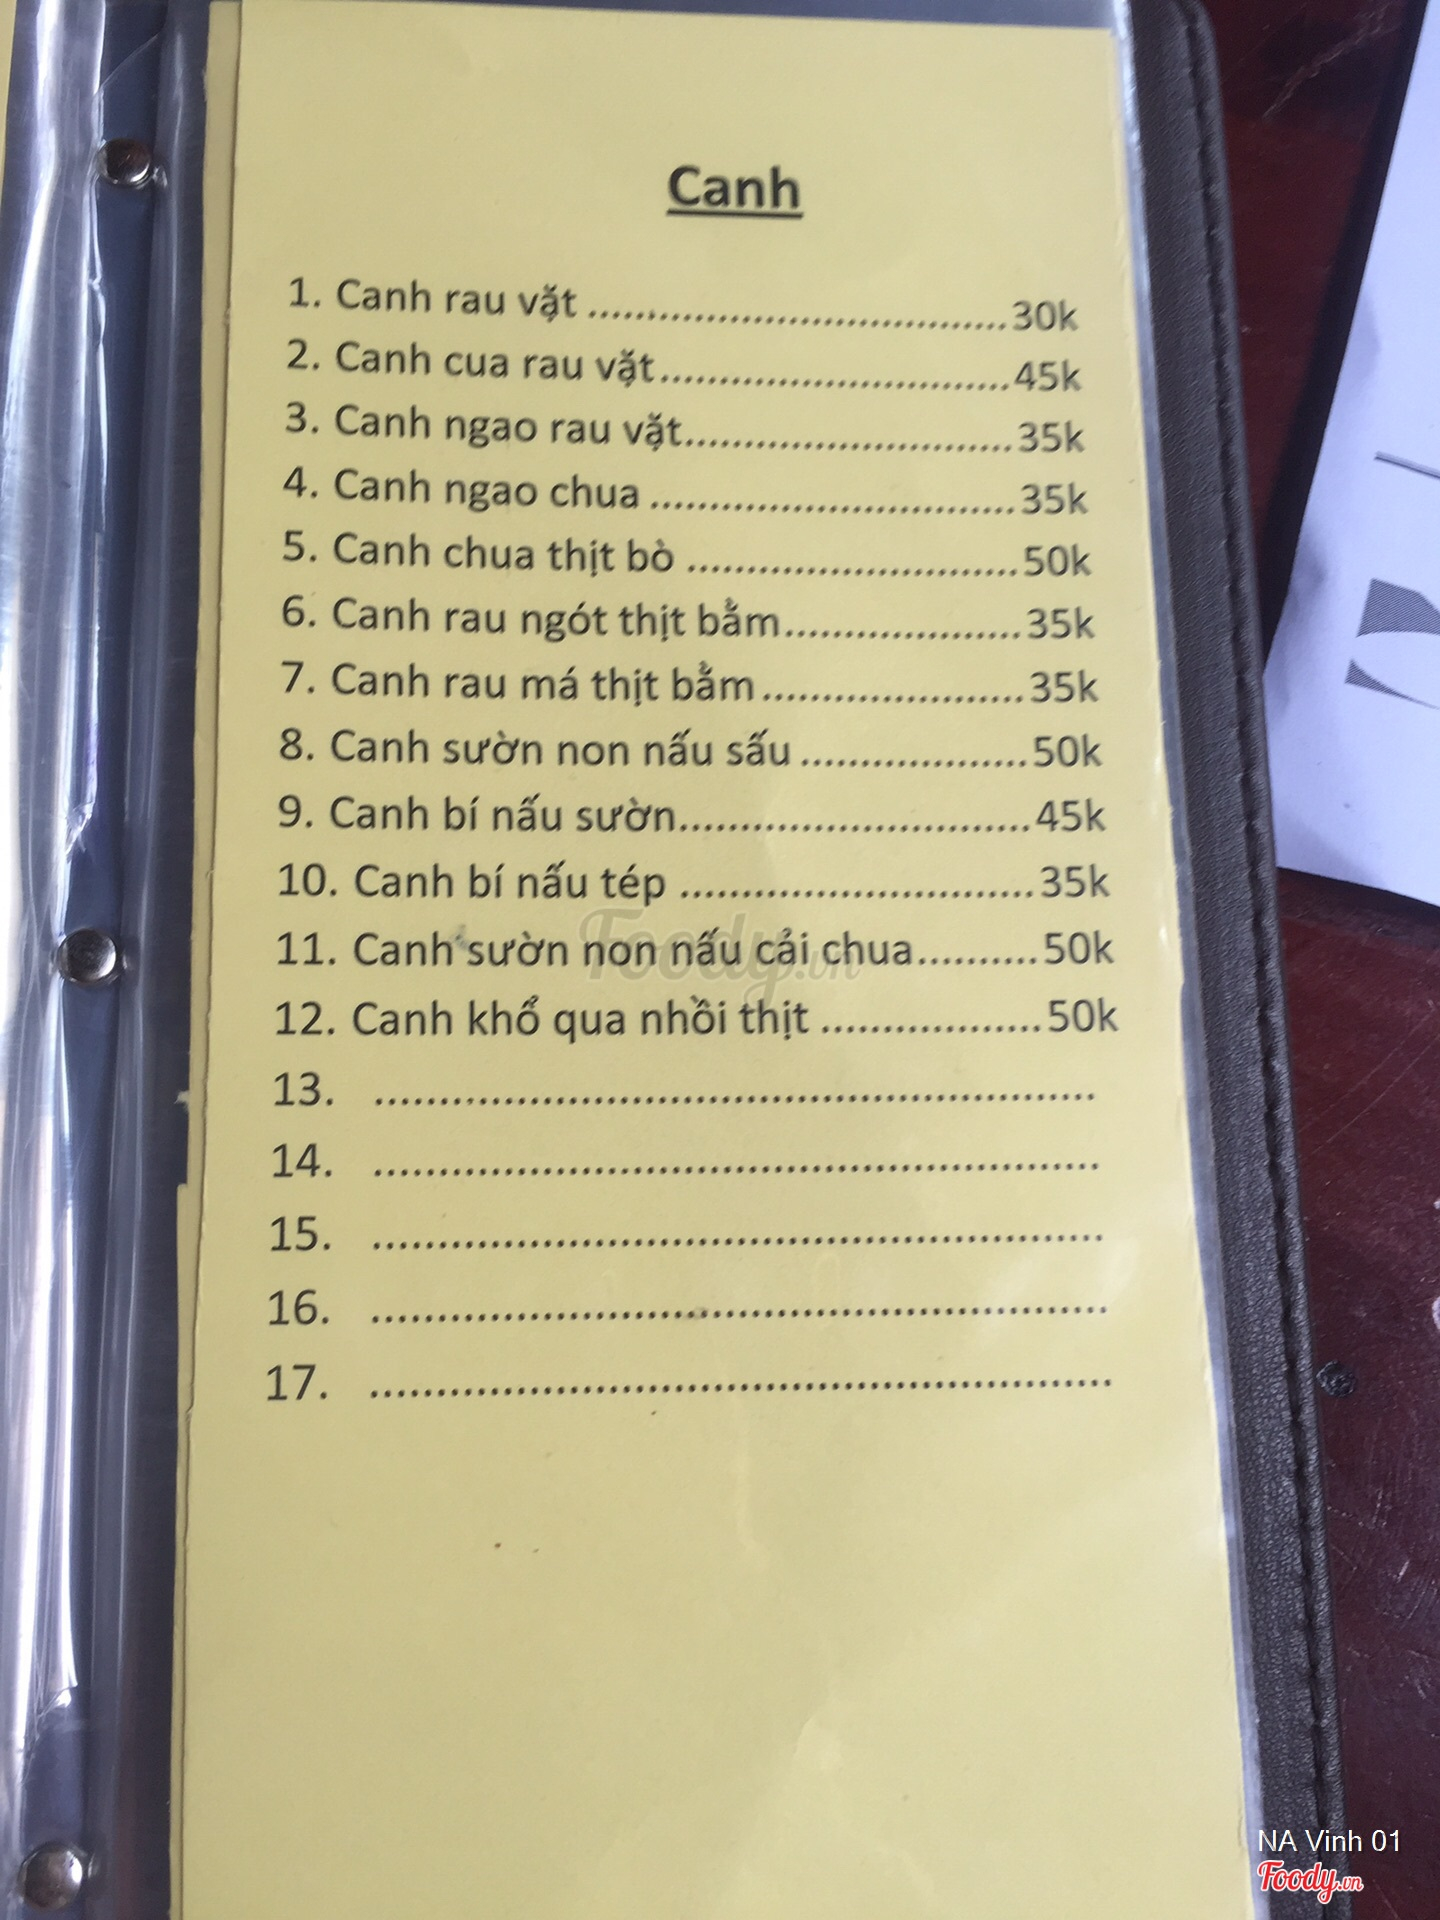 Canh
1. Canh rau vặt ....................................30k
2. Canh cua rau vặt..............................45k
3. Canh ngao rau vặt............................35k
4. Canh ngao chua ...............................35k
5. Canh chua thịt bò ............................50k
6. Canh rau ngót thịt bằm....................35k
7. Canh rau má thịt bằm......................35k
8. Canh sườn non nấu sấu ...................50k
9. Canh bí nấu sườn.............................45k
10. Canh bí nấu tép .............................35k
11. Canh sườn non nấu cải chua..........50k
12. Canh khổ qua nhồi thịt ..................50k
13. ............................................................
14. ............................................................
15. ............................................................
16. ............................................................
17. ............................................................
Foody.vn
NA Vinh 01
Foody.vn